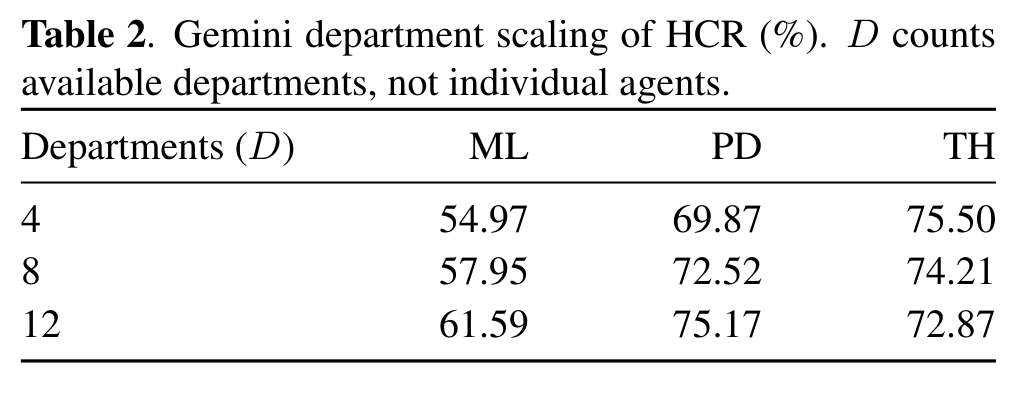 Table 2. Gemini department scaling of HCR (%). D counts
available departments, not individual agents.
Departments (D) ML PD TH
4 54.97 69.87 75.50
8 57.95 72.52 74.21
12 61.59 75.17 72.87